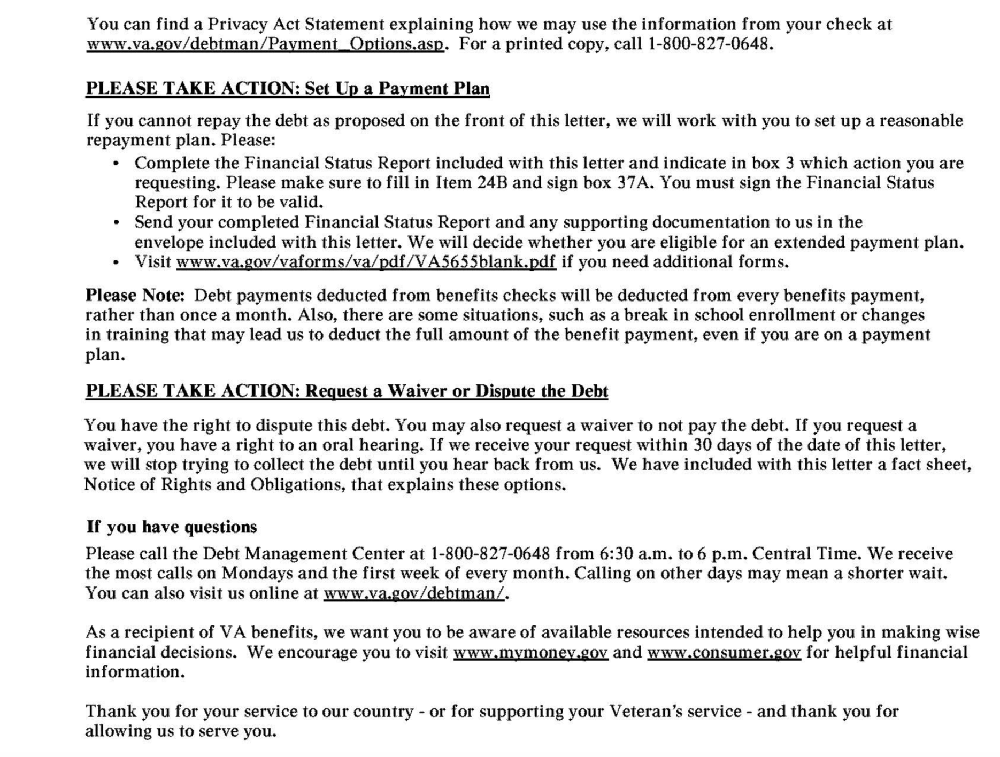 You can find a Privacy Act Statement explaining how we may use the information from your check at
www.va.gov/debtman/Payment_Options.asp.  For a printed copy, call 1-800-827-0648.
PLEASE TAKE ACTION: Set Up a Payment Plan
If you cannot repay the debt as proposed on the front of this letter, we will work with you to set up a reasonable
repayment plan. Please:
• Complete the Financial Status Report included with this letter and indicate in box 3 which action you are
requesting. Please make sure to fill in Item 24B and sign box 37A. You must sign the Financial Status
Report for it to be valid.
• Send your completed Financial Status Report and any supporting documentation to us in the
envelope included with this letter. We will decide whether you are eligible for an extended payment plan.
• Visit www.va.gov/vaforms/va/pdf/VA5655blank.pdf if you need additional forms.
Please Note:  Debt payments deducted from benefits checks will be deducted from every benefits payment,
rather than once a month. Also, there are some situations, such as a break in school enrollment or changes
in training that may lead us to deduct the full amount of the benefit payment, even if you are on a payment
plan.
PLEASE TAKE ACTION: Request a Waiver or Dispute the Debt
You have the right to dispute this debt. You may also request a waiver to not pay the debt. If you request a
waiver, you have a right to an oral hearing. If we receive your request within 30 days of the date of this letter,
we will stop trying to collect the debt until you hear back from us.  We have included with this letter a fact sheet,
Notice of Rights and Obligations, that explains these options.
If you have questions
Please call the Debt Management Center at 1-800-827-0648 from 6:30 a.m. to 6 p.m. Central Time. We receive
the most calls on Mondays and the first week of every month. Calling on other days may mean a shorter wait.
You can also visit us online at www.va.gov/debtman/.
As a recipient of VA benefits, we want you to be aware of available resources intended to help you in making wise
financial decisions.  We encourage you to visit www.mymoney.gov and www.consumer.gov for helpful financial
information.
Thank you for your service to our country - or for supporting your Veteran's service - and thank you for
allowing us to serve you.